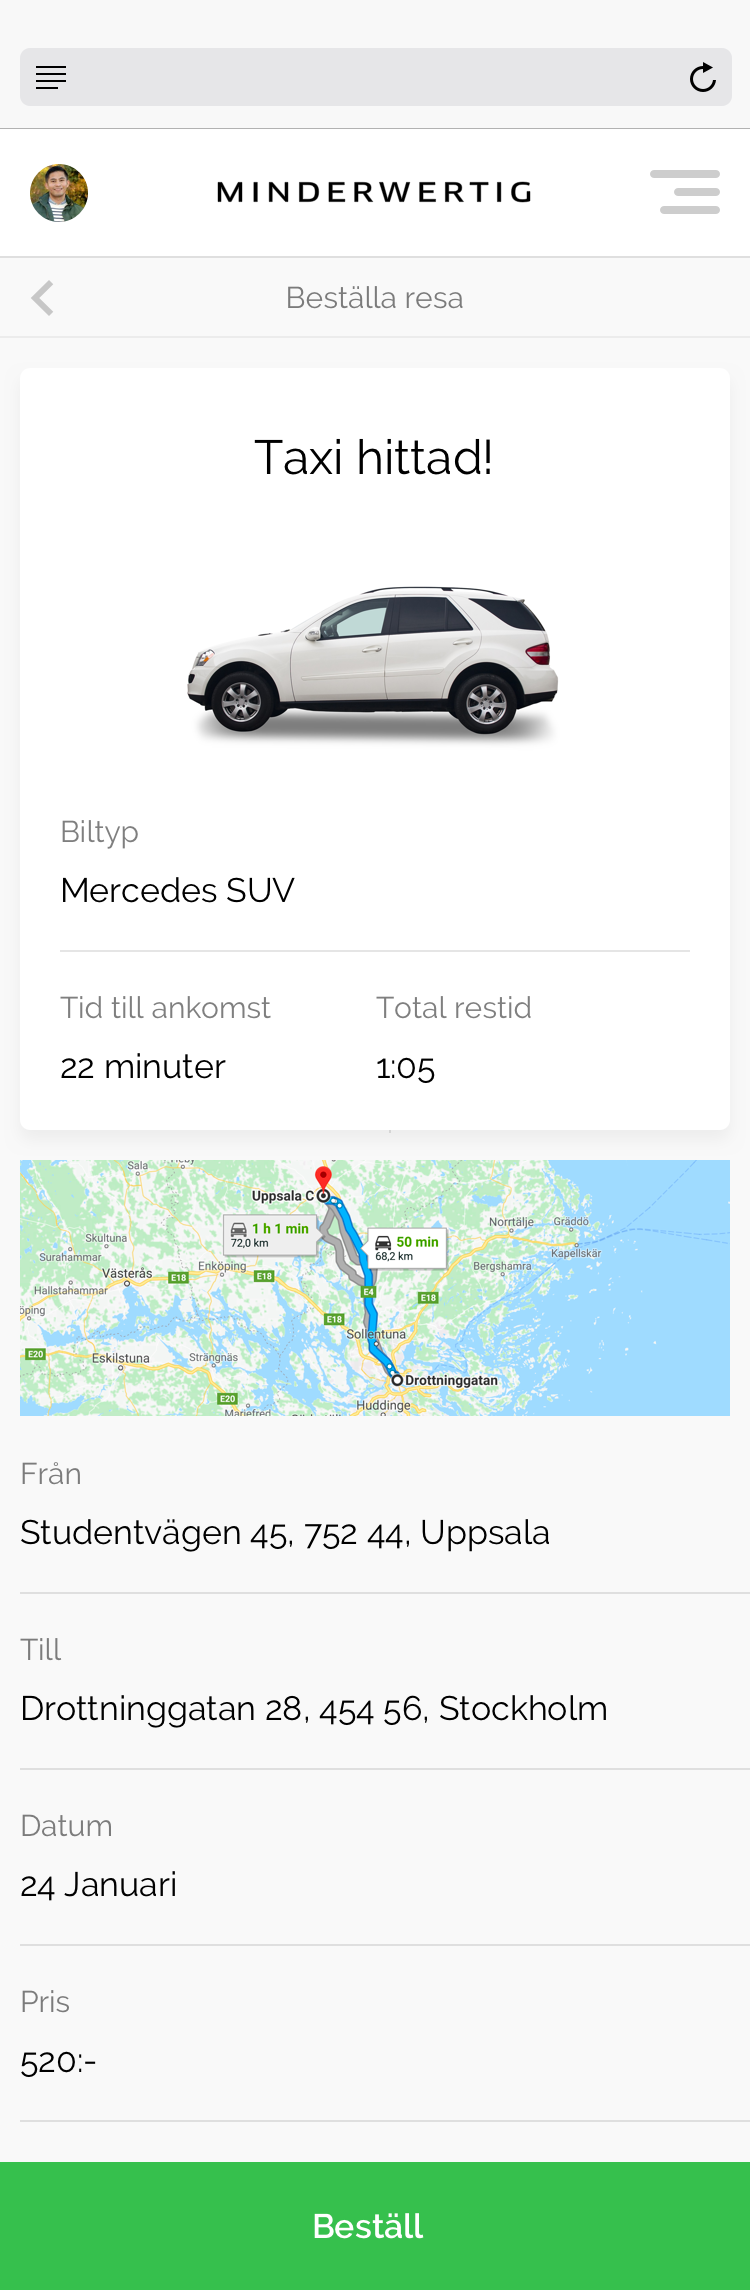 MINDERWERTIG
Beställa resa
Taxi hittad!
Biltyp
Mercedes SUV
Tid till ankomst
Total restid
22 minuter
1:05
Sala
Uppsala C
1 h 1 min
72,0 km
50 min
68,2 km
Norrtälje
Gräddö
Kapellskär
Skultuna
Surahammar
Enköping
Bergshamra
Västerås
E18
E18
Hallstahammar
E4
E18
E18
Sollentuna
E20
Eskilstuna
Strängnäs
Drottninggatan
E20
Mariefred
Huddinge
Från
Studentvägen 45, 752 44, Uppsala
Till
Drottninggatan 28, 454 56, Stockholm
Datum
24 Januari
Pris
520:-
Beställ